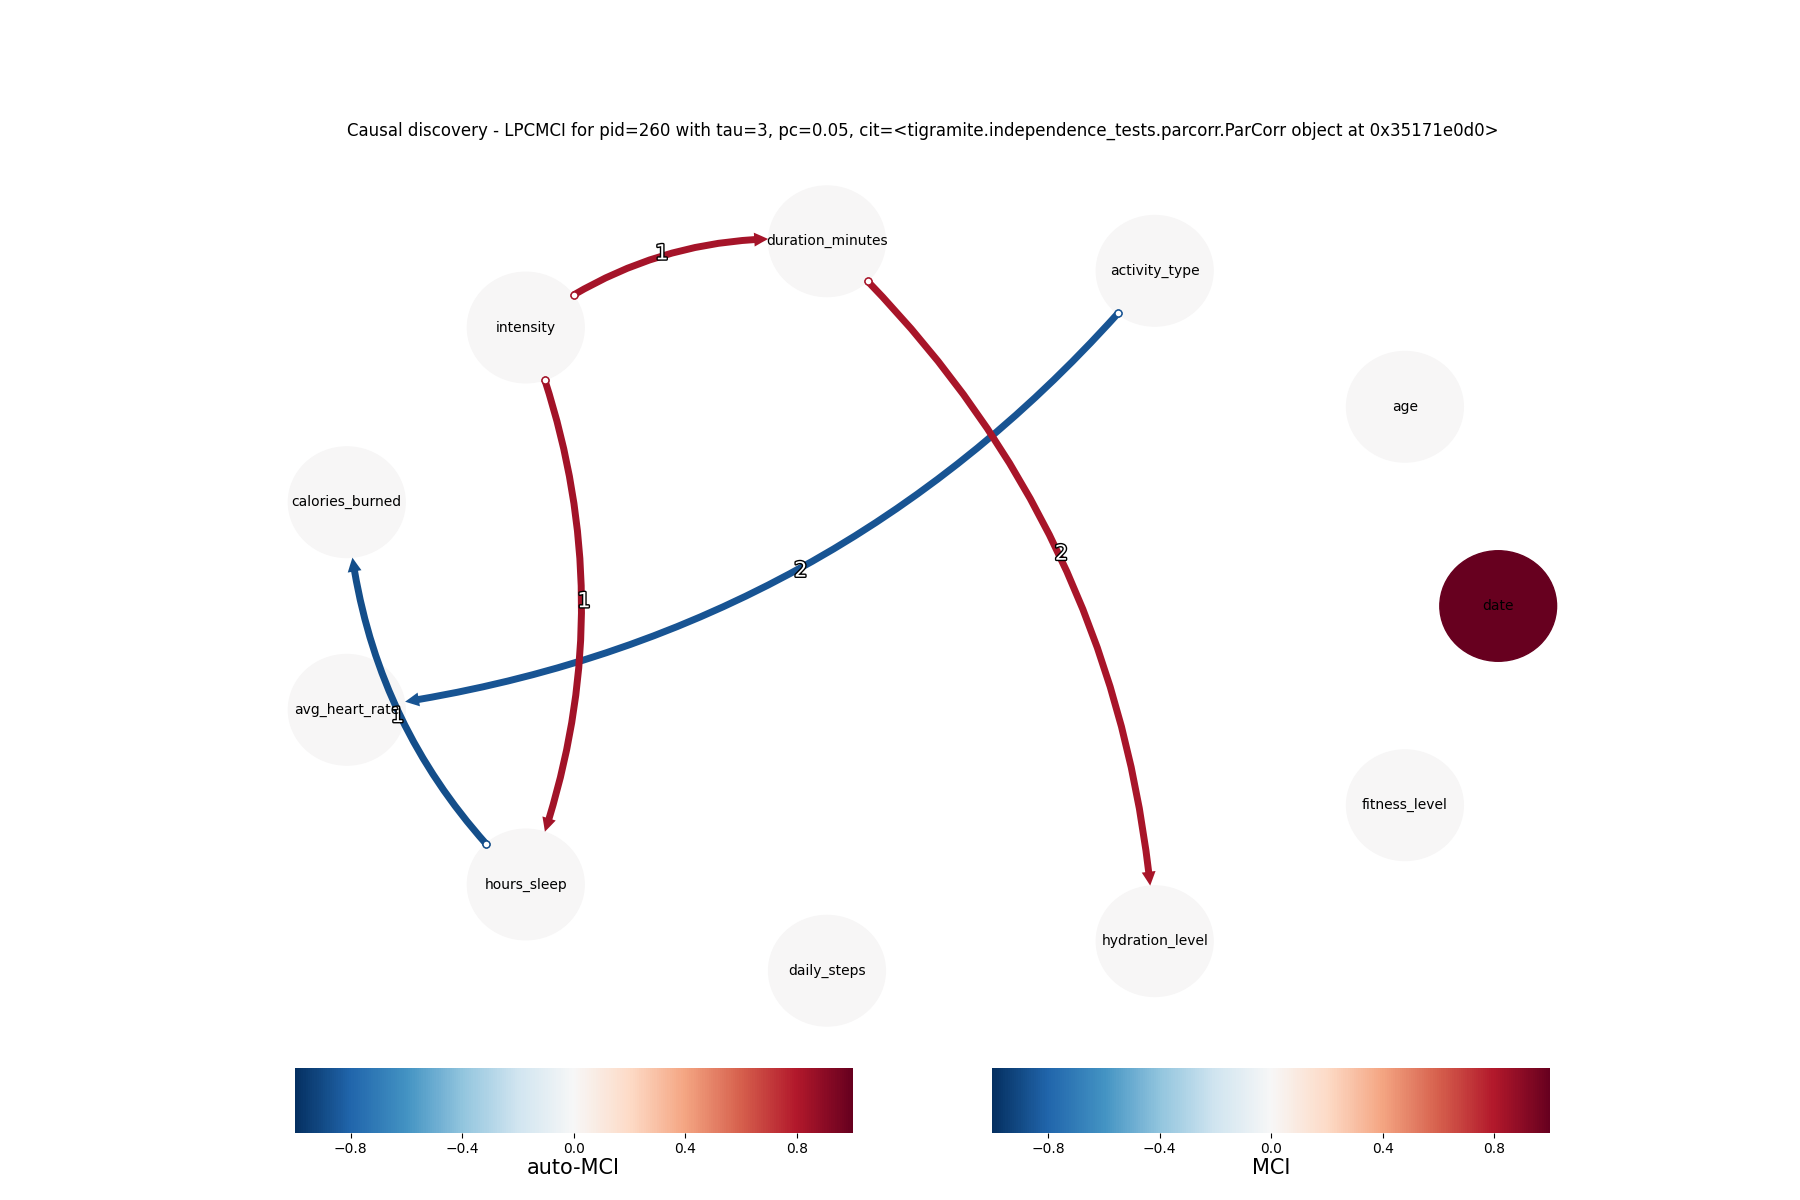 Causal discovery - LPCMCI for pid=260 with tau=3, pc=0.05, cit=<tigramite.independence_tests.parcorr.ParCorr object at 0x35171e0d0>
duration_minutes
1
activity_type
intensity
age
calories_burned
2
1
2
date
avg_heart_rate
1
fitness_level
hours_sleep
hydration_level
daily_steps
−0.8 −0.4 0.0 0.4 0.8
auto-MCI
−0.8 −0.4 0.0 0.4 0.8
MCI